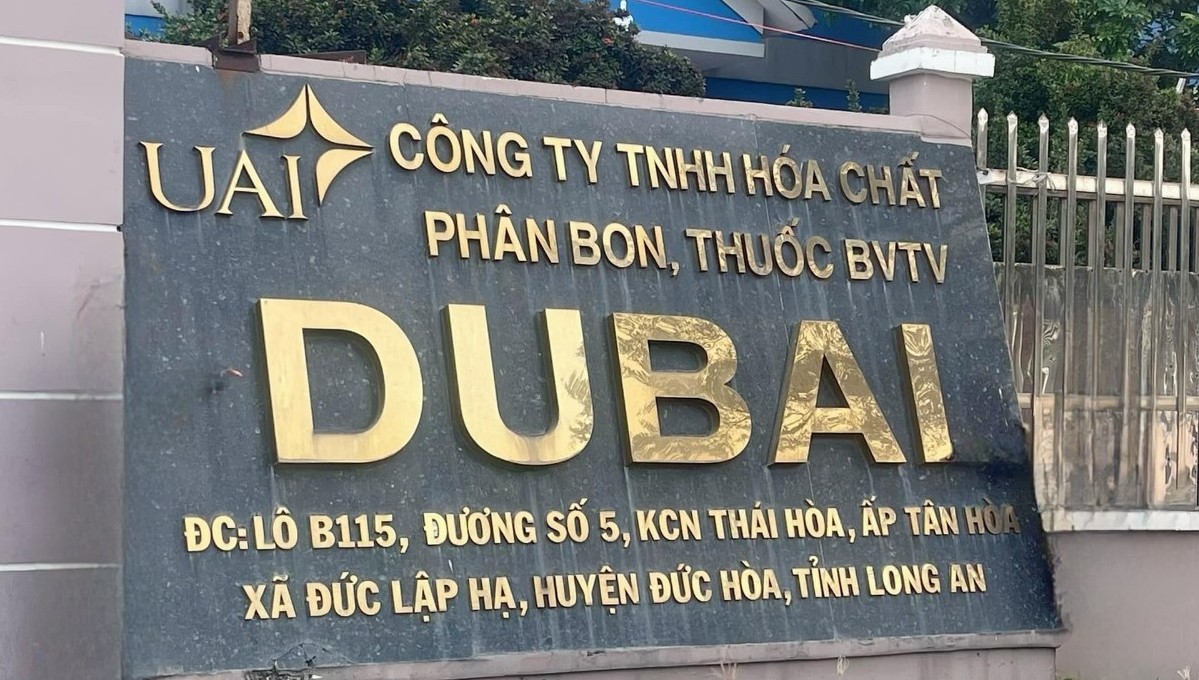 UAI
CÔNG TY TNHH HÓA CHẤT
PHÂN BON, THUỐC BVTV
DUBAI
ĐC: LÔ B115, ĐƯƠNG SỐ 5, KCN THÁI HÒA, ẤP TÂN HÒA
XÃ ĐỨC LẬP HẠ, HUYỆN ĐỨC HÒA, TỈNH LONG AN